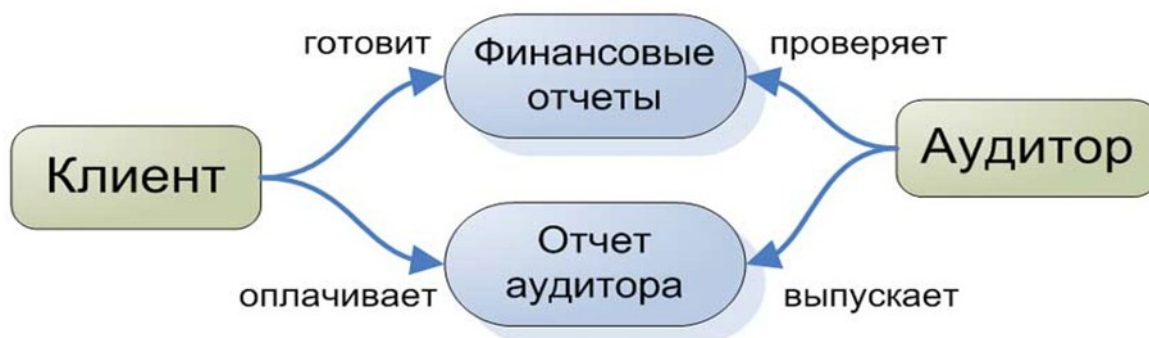 готовит
Финансовые
отчеты
проверяет
Клиент
Аудитор
Отчет
аудитора
оплачивает
выпускает